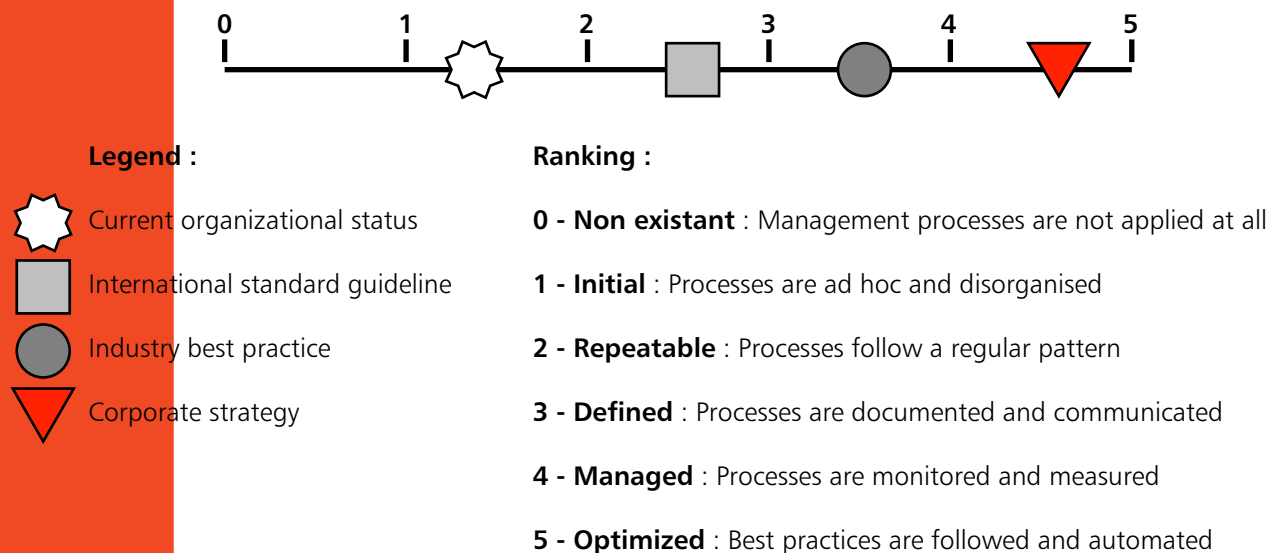 0 1 2 3 4 5
Legend :
Current organizational status
International standard guideline
Industry best practice
Corporate strategy
Ranking :
0 - Non existant : Management processes are not applied at all
1 - Initial : Processes are ad hoc and disorganised
2 - Repeatable : Processes follow a regular pattern
3 - Defined : Processes are documented and communicated
4 - Managed : Processes are monitored and measured
5 - Optimized : Best practices are followed and automated